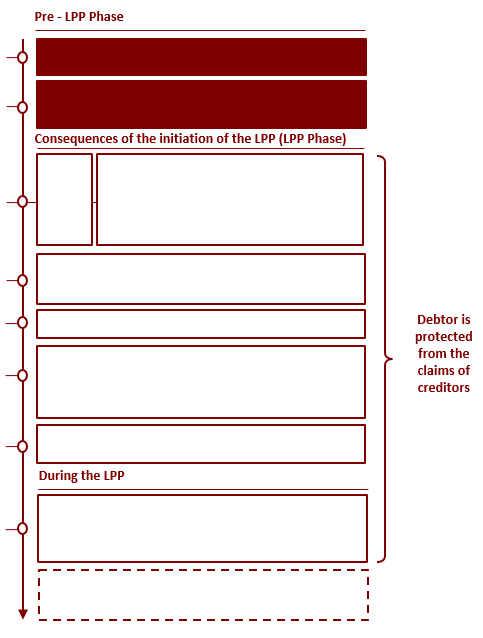 Pre - LPP Phase
Consequences of the initiation of the LPP (LPP Phase)
Debtor is
protected
from the
claims of
creditors
During the LPP